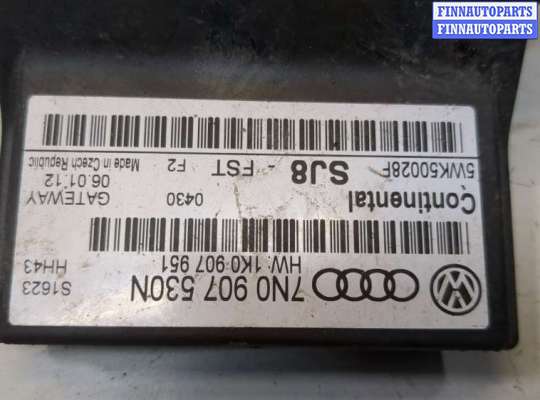 FINNAUTOPARTS
FINNAUTOPARTS
7N0 907 530N
S1623
HW: 1K0 907 951
HH43
Continental
0430
GATEWAY
06.01.12
5WK50028F
SJ8 - FST F2
Made in Czech Republic